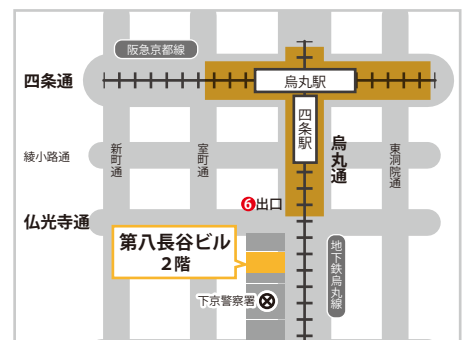 阪急京都線
四条通
烏丸駅
四条駅
烏丸通
綾小路通
新町通
室町通
東洞院通
6出口
仏光寺通
第八長谷ビル
2階
地下鉄烏丸線
下京警察署